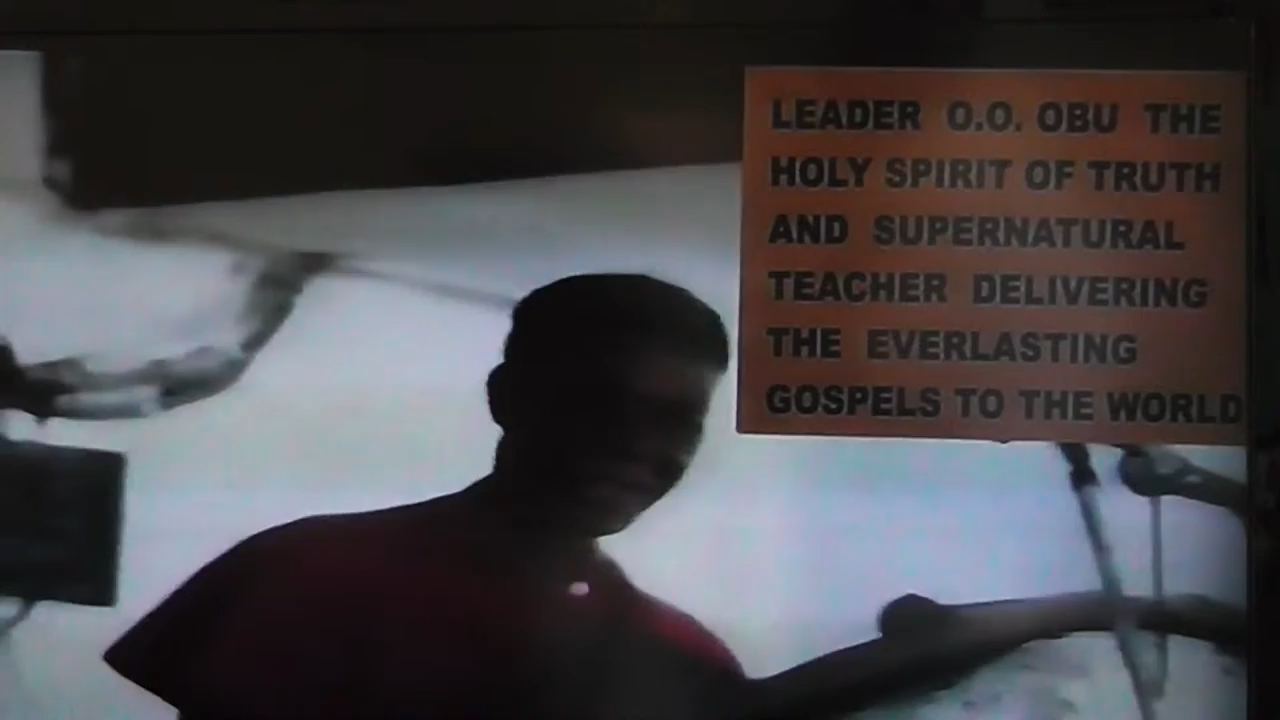 LEADER O.O. OBU THE
HOLY SPIRIT OF TRUTH
AND SUPERNATURAL
TEACHER DELIVERING
THE EVERLASTING
GOSPELS TO THE WORLD